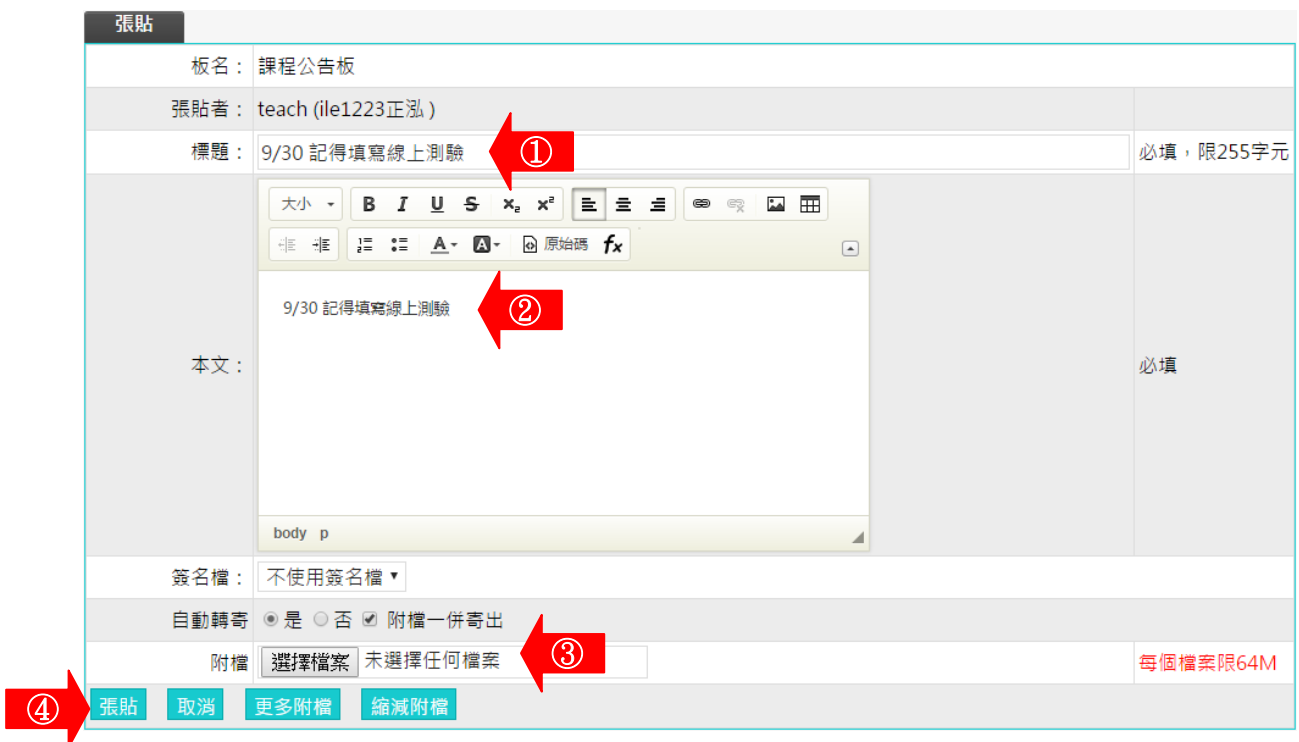 張貼
板名： 課程公告板
張貼者： teach (ile1223正泓 )
標題： 9/30 記得填寫線上測驗 ① 必填，限255字元
大小 B I U S x₂ x²
原始碼 fx
9/30 記得填寫線上測驗 ②
本文： 必填
body p
簽名檔： 不使用簽名檔
自動轉寄 是 否 附檔一併寄出
③
附檔 選擇檔案 未選擇任何檔案 每個檔案限64M
④ 張貼 取消 更多附檔 縮減附檔